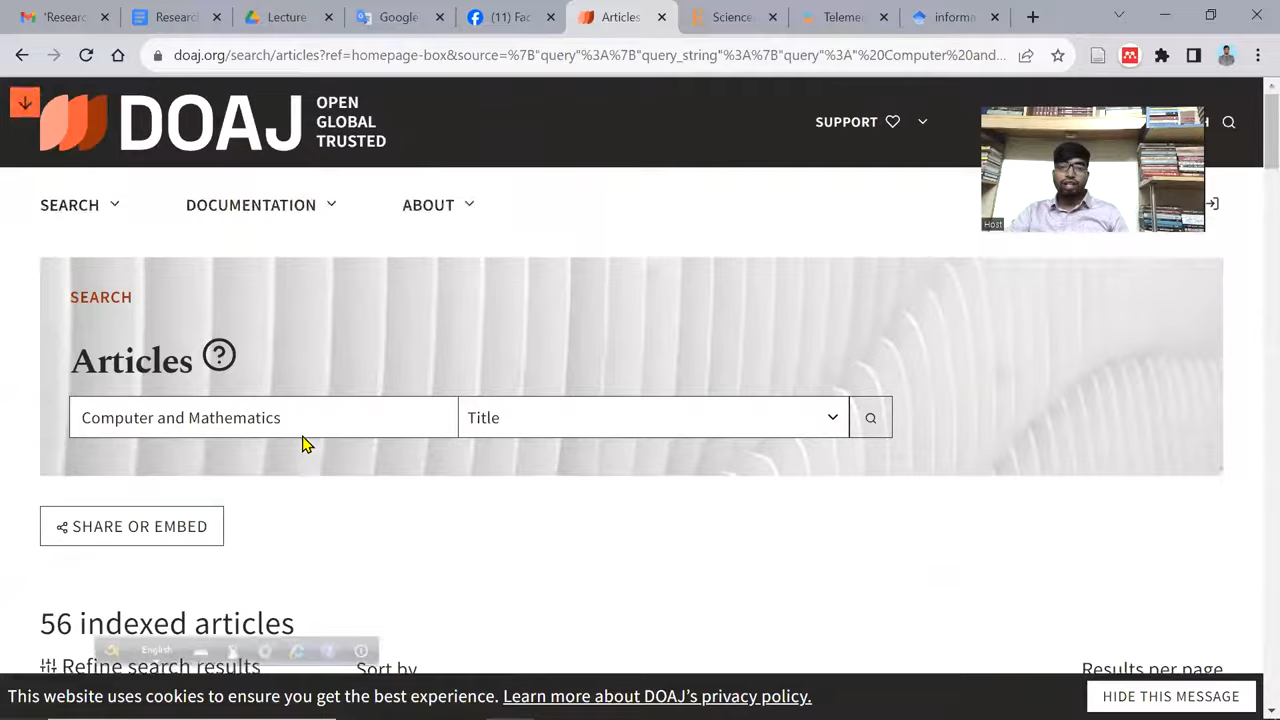 "Researc
Researcl
Lecture
Google
(11) Fac
Articles
Science.
Telemer
informa
doaj.org/search/articles?ref=homepage-box&source=%7B"query"%3A%7B"query_string"%3A%7B"query"%3A"%20Computer%20and...
DOAJ
OPEN
GLOBAL
TRUSTED
SUPPORT
SEARCH
DOCUMENTATION
ABOUT
Host
SEARCH
Articles
Computer and Mathematics
Title
SHARE OR EMBED
56 indexed articles
English
Refine search results
Sort by
Results per page
This website uses cookies to ensure you get the best experience. Learn more about DOAJ's privacy policy.
HIDE THIS MESSAGE